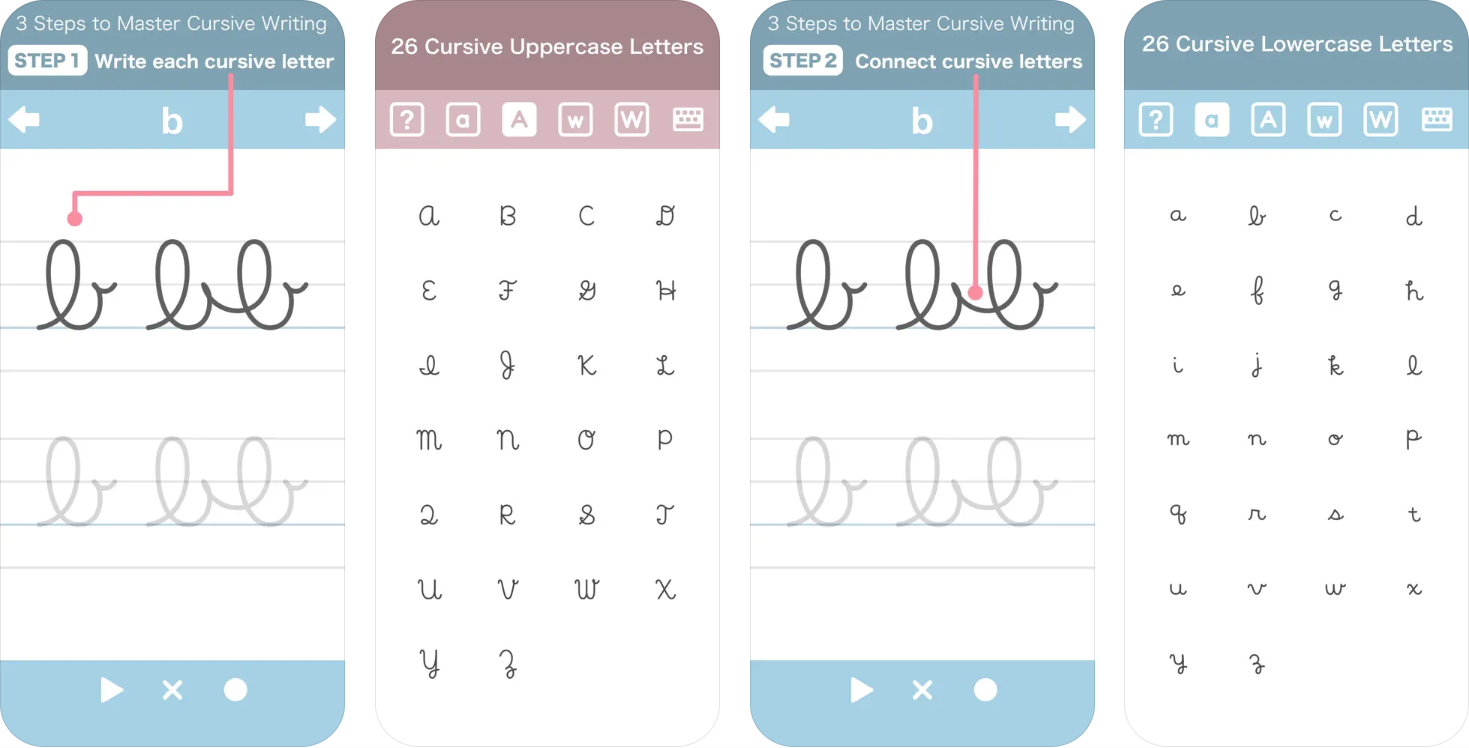 3 Steps to Master Cursive Writing
STEP 1 Write each cursive letter
b
b bb
b bb
26 Cursive Uppercase Letters
? a A w W
A B C D
E F G H
I J K L
M N O P
Q R S T
U V W X
Y Z
3 Steps to Master Cursive Writing
STEP 2 Connect cursive letters
b
b bb
b bb
26 Cursive Lowercase Letters
? a A w W
a b c d
e f g h
i j k l
m n o p
q r s t
u v w x
y z